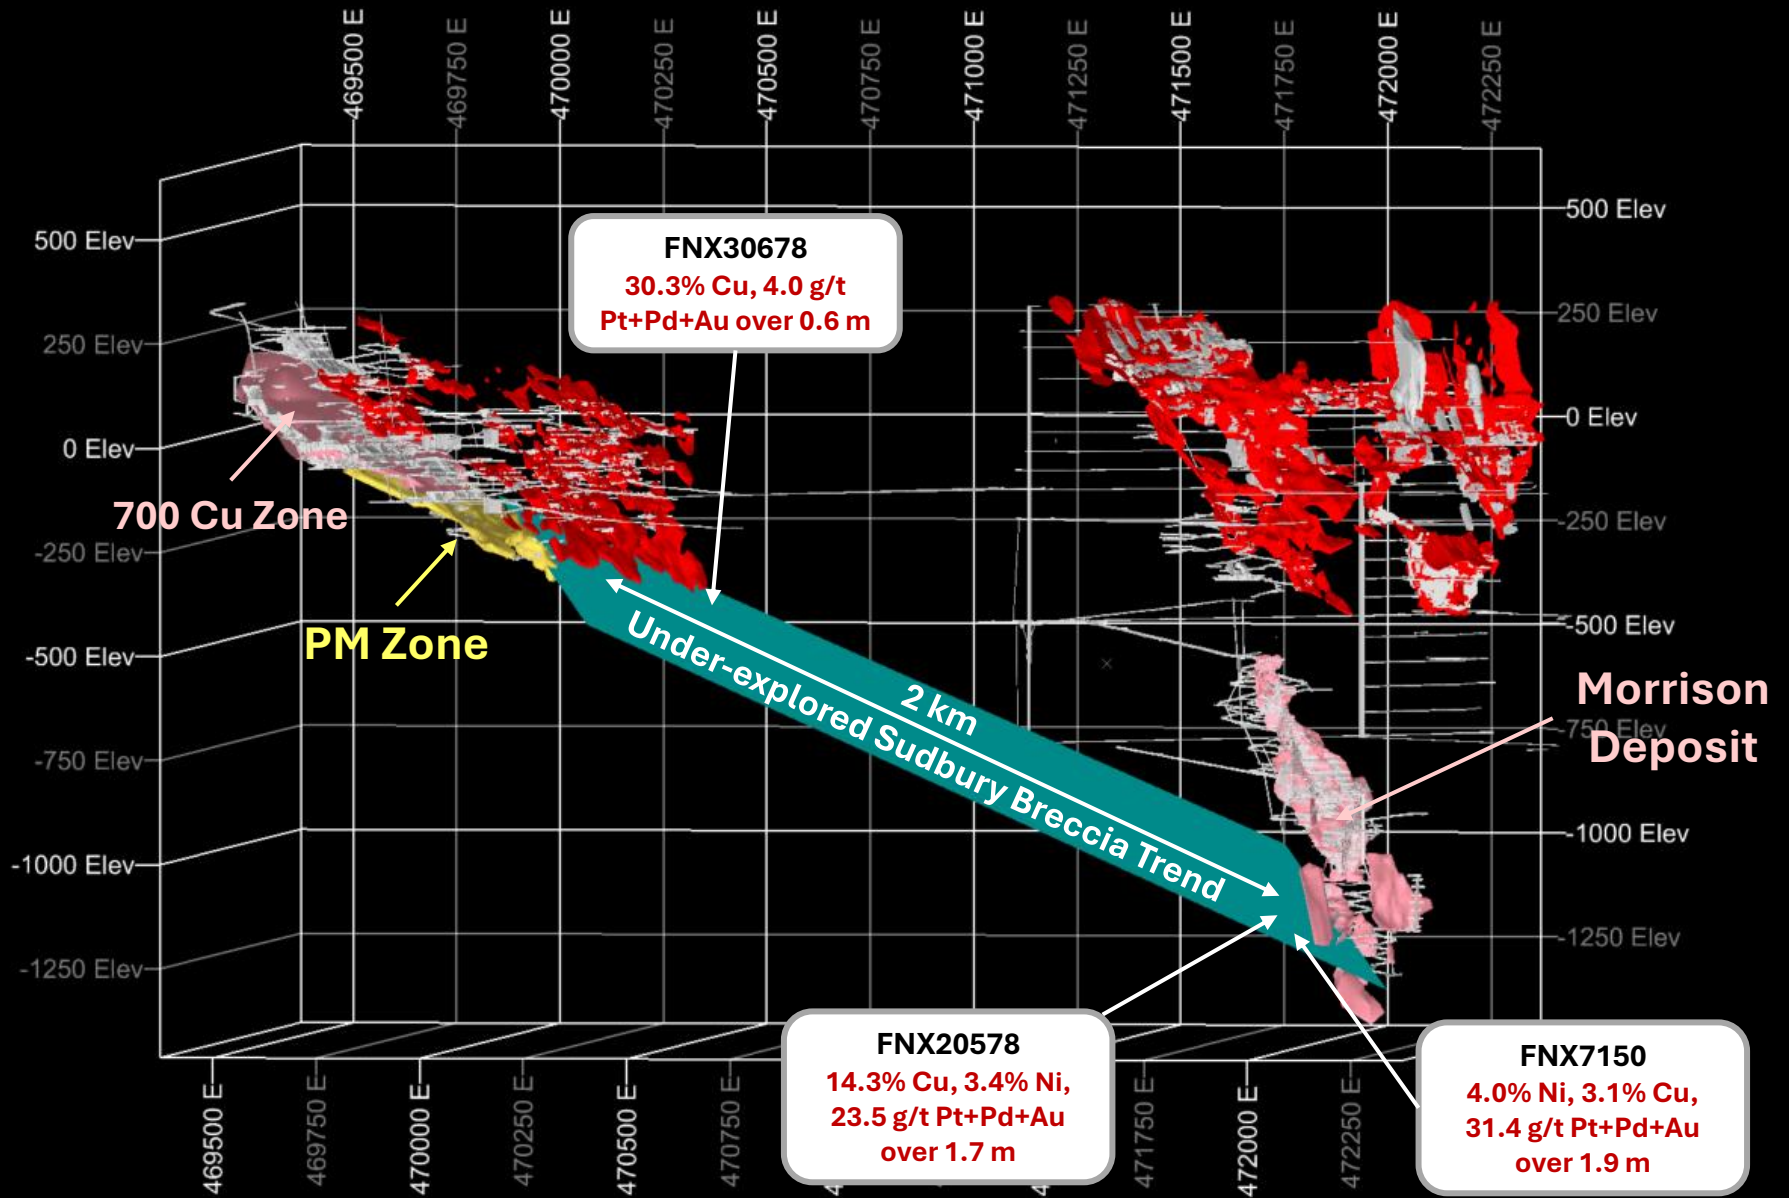 469500 E
469750 E
470000 E
470250 E
470500 E
470750 E
471000 E
471250 E
471500 E
471750 E
472000 E
472250 E
500 Elev
250 Elev
0 Elev
-250 Elev
-500 Elev
-750 Elev
-1000 Elev
-1250 Elev
500 Elev
250 Elev
0 Elev
-250 Elev
-500 Elev
-750 Elev
-1000 Elev
-1250 Elev
FNX30678
30.3% Cu, 4.0 g/t
Pt+Pd+Au over 0.6 m
700 Cu Zone
PM Zone
2 km
Under-explored Sudbury Breccia Trend
Morrison
Deposit
FNX20578
14.3% Cu, 3.4% Ni,
23.5 g/t Pt+Pd+Au
over 1.7 m
FNX7150
4.0% Ni, 3.1% Cu,
31.4 g/t Pt+Pd+Au
over 1.9 m
469500 E
469750 E
470000 E
470250 E
470500 E
470750 E
471750 E
472000 E
472250 E